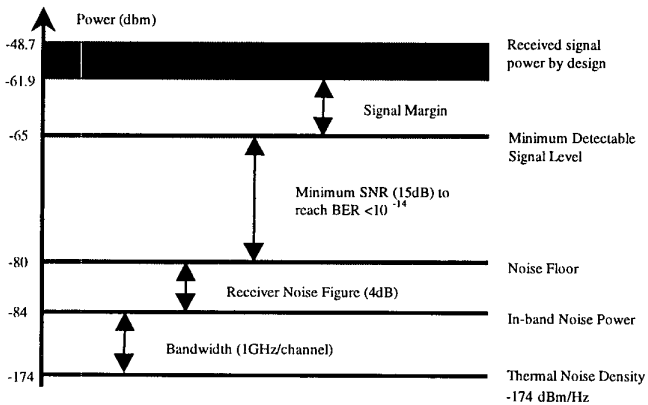 Power (dbm)
-48.7
Received signal
power by design
-61.9
Signal Margin
-65
Minimum Detectable
Signal Level
Minimum SNR (15dB) to
reach BER <10 -14
-80
Noise Floor
Receiver Noise Figure (4dB)
-84
In-band Noise Power
Bandwidth (1GHz/channel)
-174
Thermal Noise Density
-174 dBm/Hz